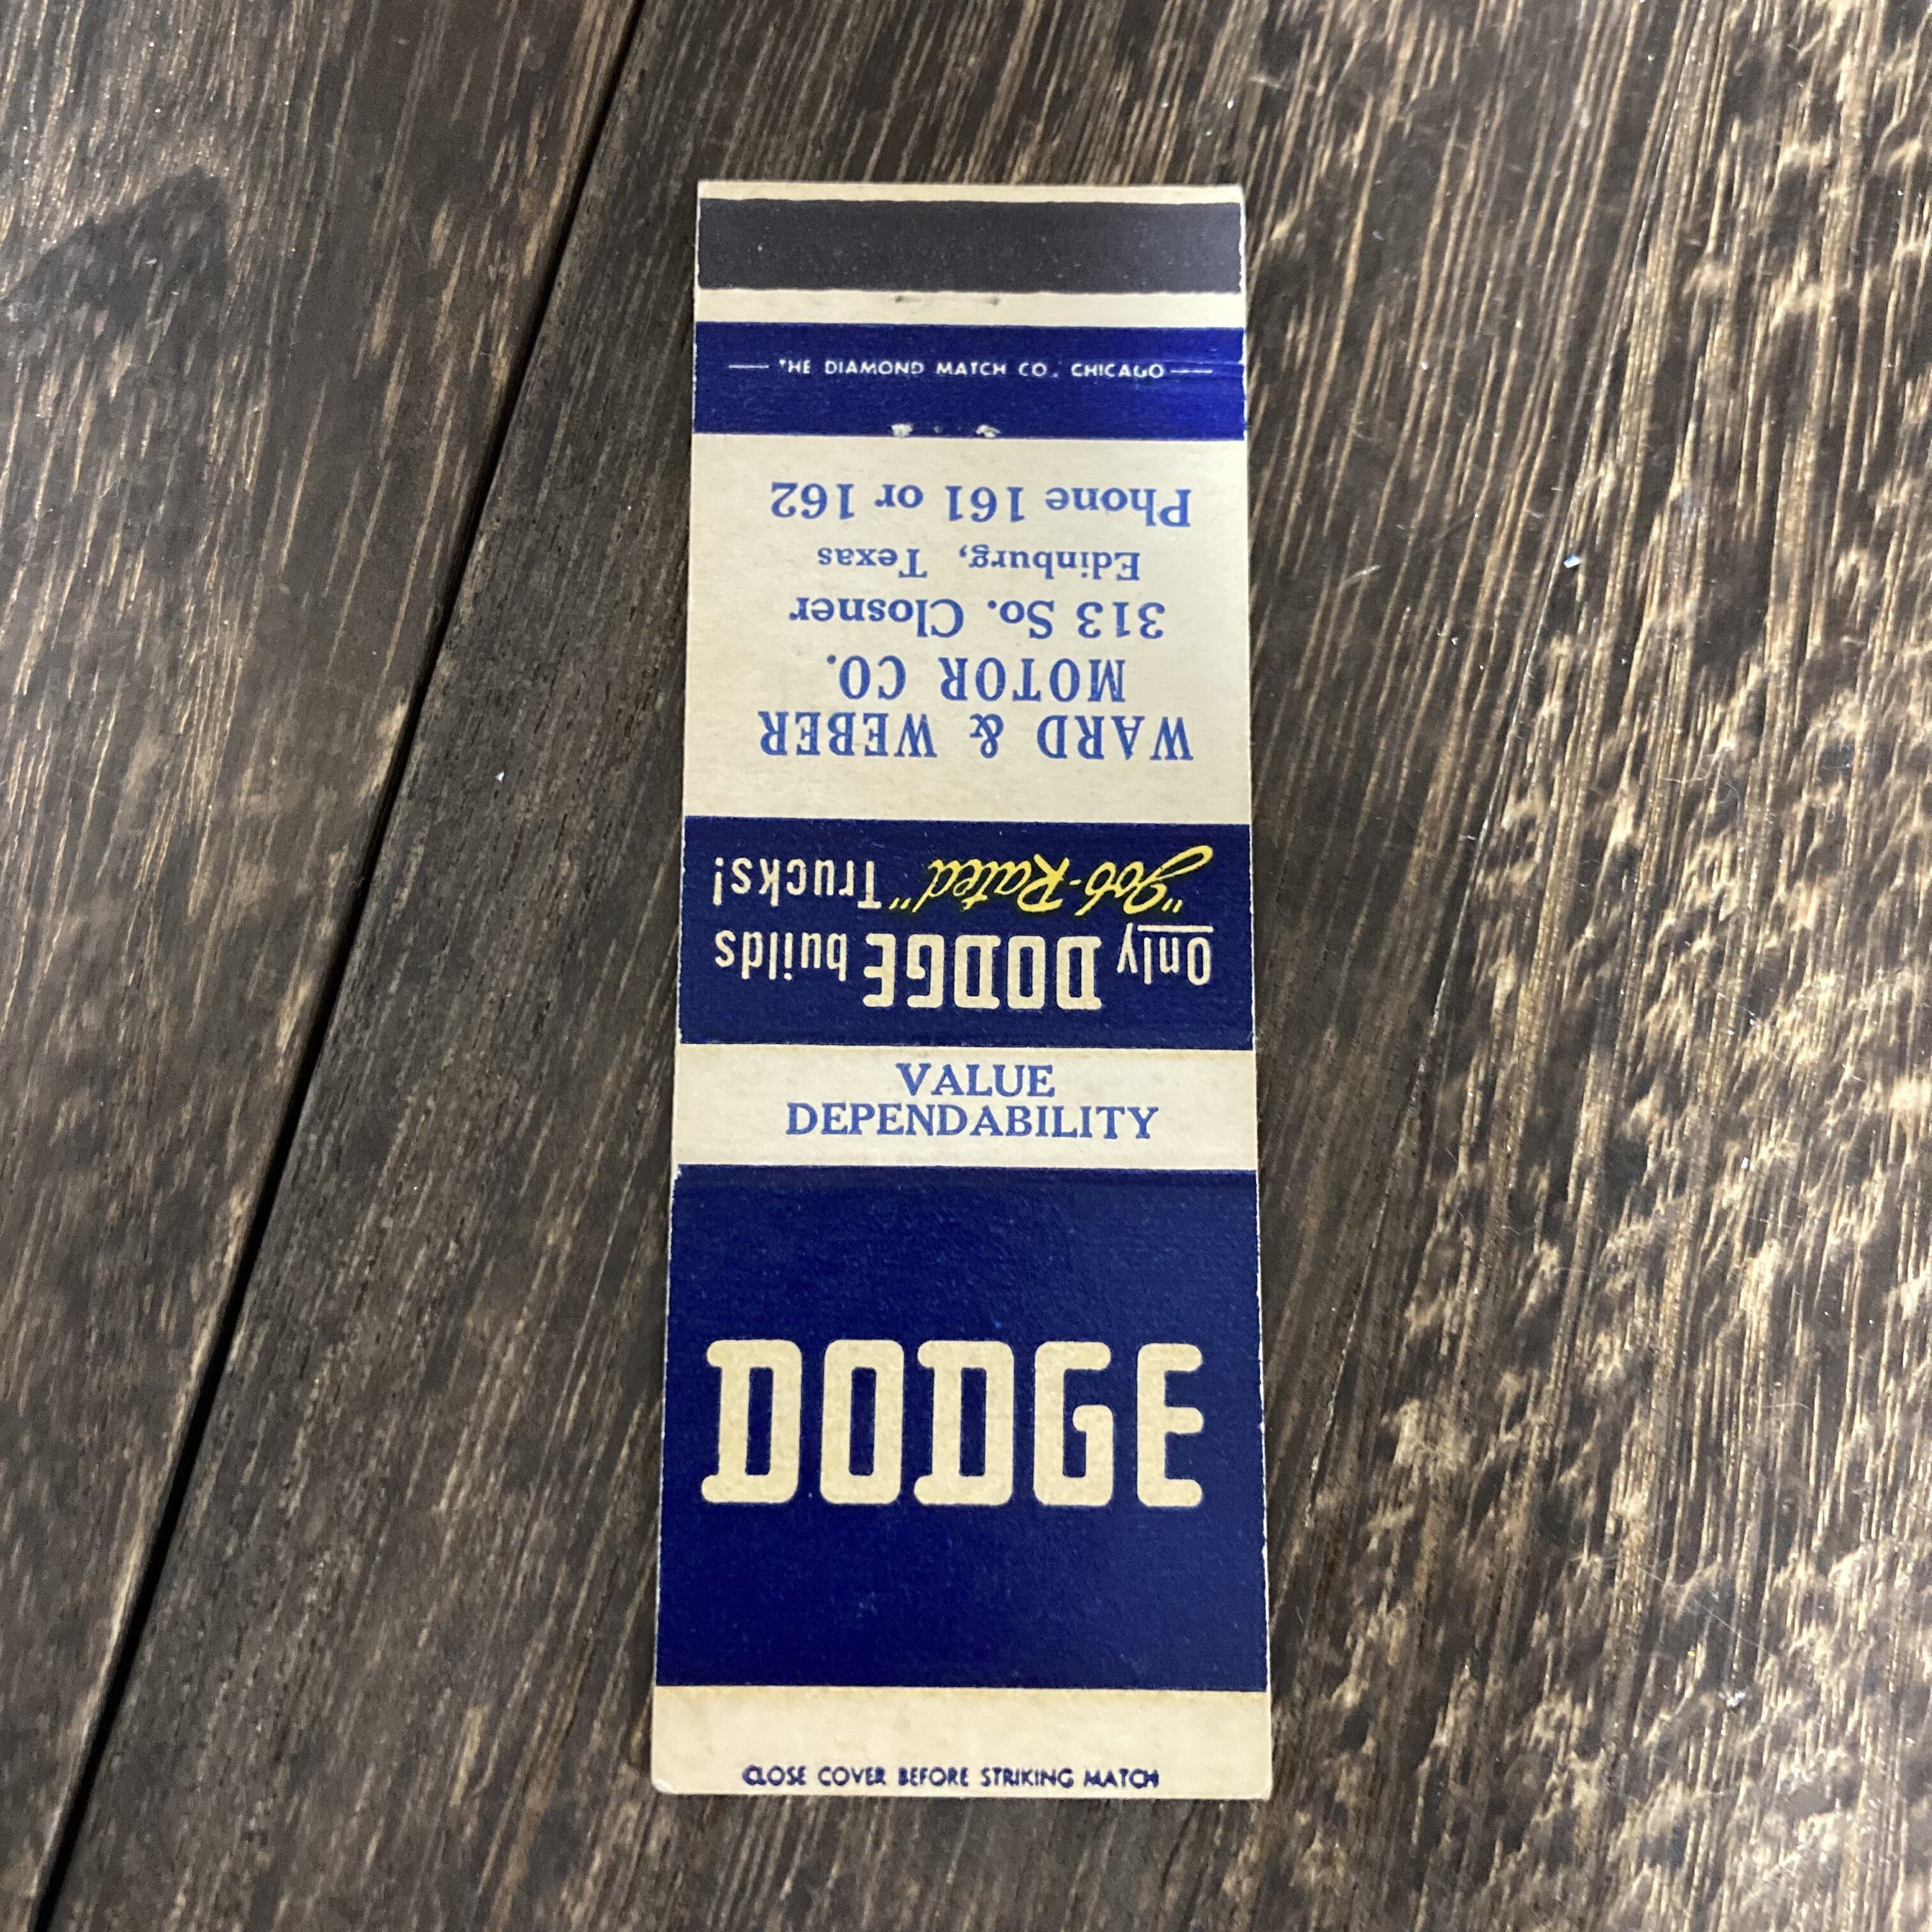 THE DIAMOND MATCH CO., CHICAGO
WARD & WEBER
MOTOR CO.
313 So. Closner
Edinburg, Texas
Phone 161 or 162
Only DODGE builds
"Job-Rated" Trucks!
VALUE
DEPENDABILITY
DODGE
CLOSE COVER BEFORE STRIKING MATCH